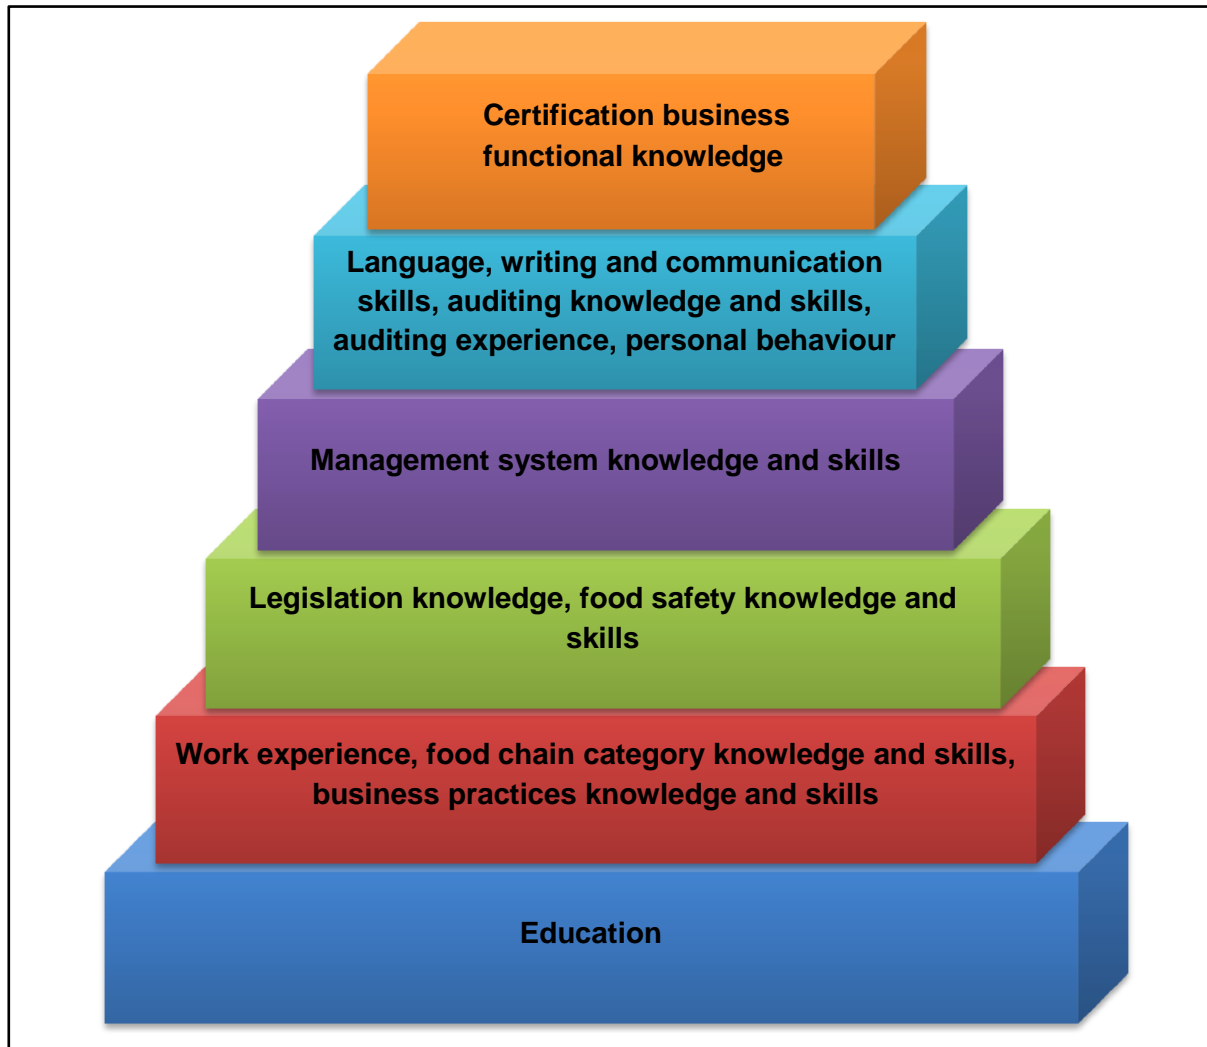 Certification business
functional knowledge
Language, writing and communication
skills, auditing knowledge and skills,
auditing experience, personal behaviour
Management system knowledge and skills
Legislation knowledge, food safety knowledge and
skills
Work experience, food chain category knowledge and skills,
business practices knowledge and skills
Education